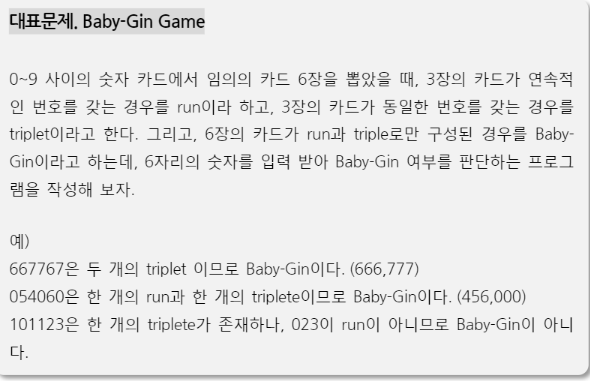 대표문제. Baby-Gin Game
0~9 사이의 숫자 카드에서 임의의 카드 6장을 뽑았을 때, 3장의 카드가 연속적
인 번호를 갖는 경우를 run이라 하고, 3장의 카드가 동일한 번호를 갖는 경우를
triplet이라고 한다. 그리고, 6장의 카드가 run과 triple로만 구성된 경우를 Baby-
Gin이라고 하는데, 6자리의 숫자를 입력 받아 Baby-Gin 여부를 판단하는 프로그
램을 작성해 보자.
예)
667767은 두 개의 triplet 이므로 Baby-Gin이다. (666,777)
054060은 한 개의 run과 한 개의 triplete이므로 Baby-Gin이다. (456,000)
101123은 한 개의 triplete가 존재하나, 023이 run이 아니므로 Baby-Gin이 아니
다.